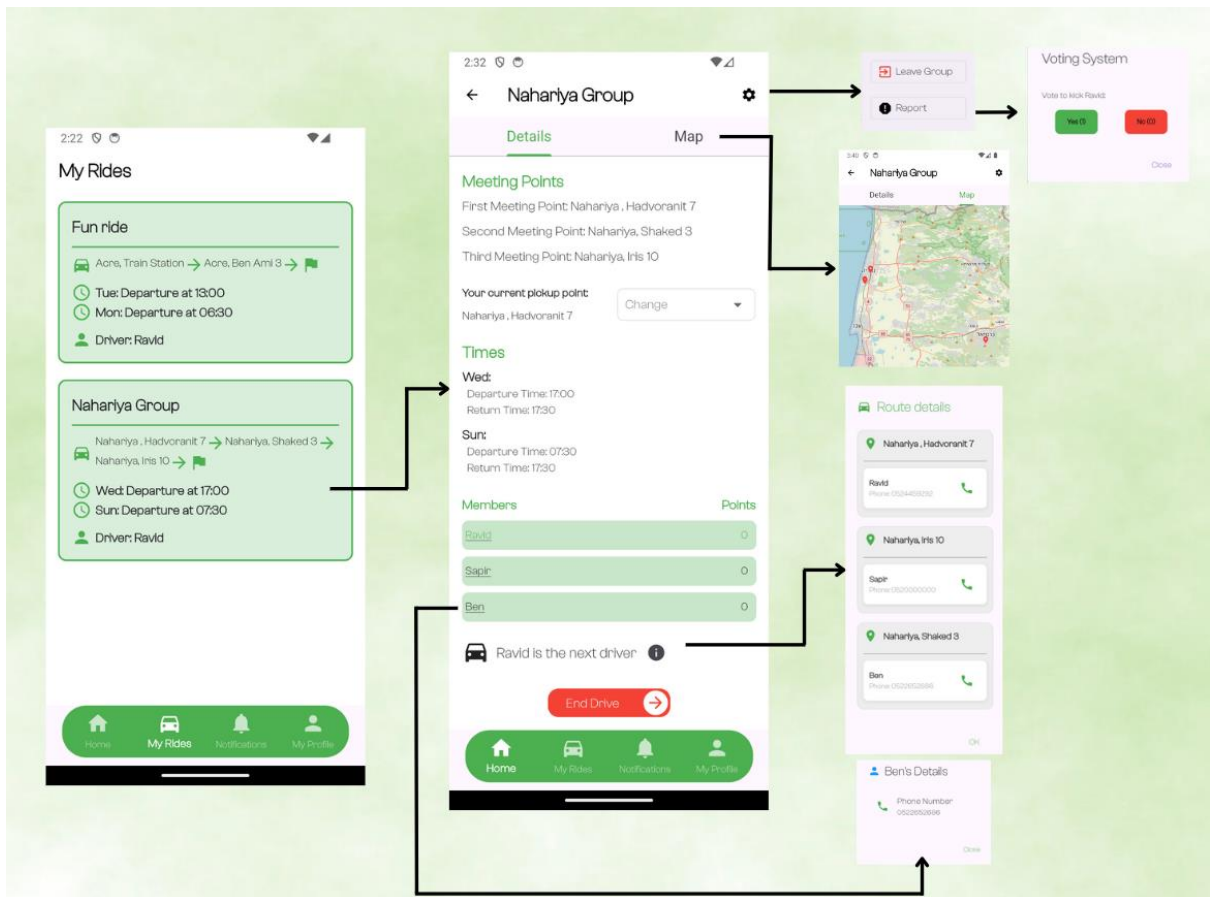 2:22
My Rides
Fun ride
Acre, Train Station → Acre, Ben Ami 3 →
Tue: Departure at 13:00
Mon: Departure at 06:30
Driver: Ravid
Nahariya Group
Nahariya , Hadvoranit 7 → Nahariya, Shaked 3 →
Nahariya, Iris 10 →
Wed: Departure at 17:00
Sun: Departure at 07:30
Driver: Ravid
Home My Rides Notifications My Profile
2:32
Nahariya Group
Details Map
Meeting Points
First Meeting Point: Nahariya , Hadvoranit 7
Second Meeting Point: Nahariya, Shaked 3
Third Meeting Point: Nahariya, Iris 10
Your current pickup point:
Nahariya , Hadvoranit 7
Change
Times
Wed:
Departure Time: 17:00
Return Time: 17:30
Sun:
Departure Time: 07:30
Return Time: 17:30
Members Points
Ravid 0
Sapir 0
Ben 0
Ravid is the next driver
End Drive
Home My Rides Notifications My Profile
Leave Group
Report
Voting System
Vote to kick Ravid:
Yes (1) No (0)
Close
Nahariya Group
Details Map
Route details
Nahariya , Hadvoranit 7
Ravid
Phone:
Nahariya, Iris 10
Sapir
Phone: 0520000000
Nahariya, Shaked 3
Ben
Phone: 0522652686
OK
Ben's Details
Phone Number
0522652686
Close